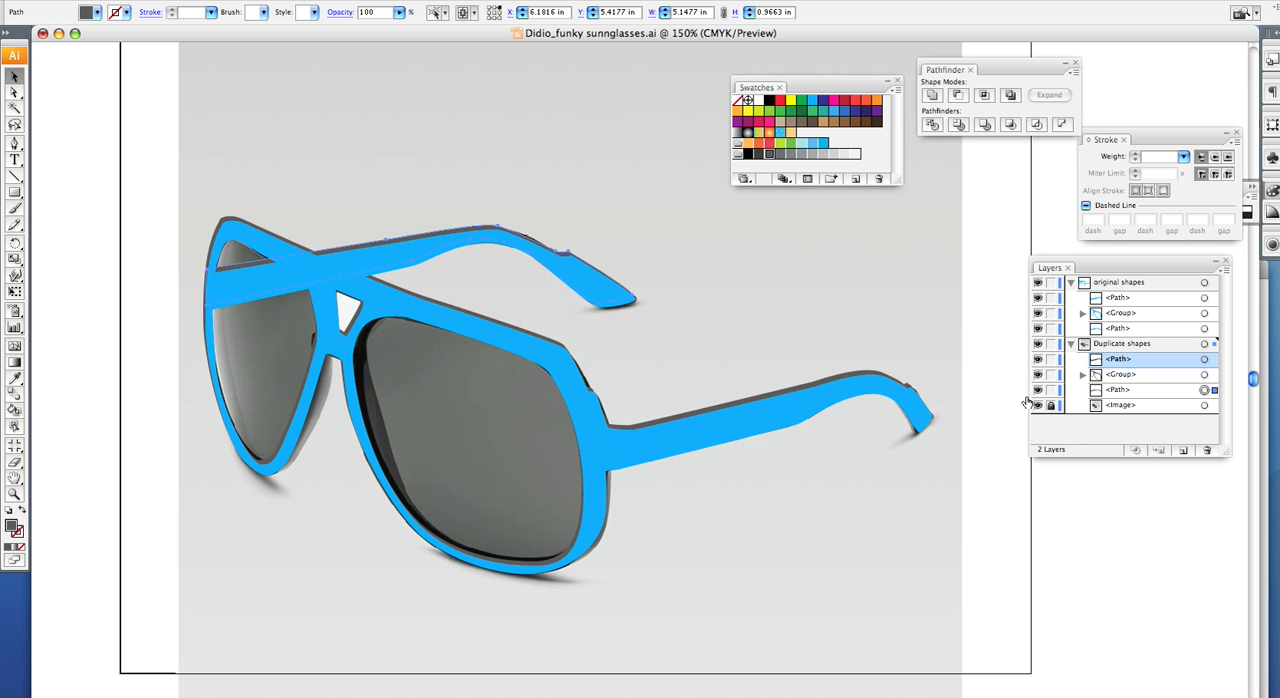 Path Stroke: Brush: Style: Opacity: 100 % X: 6.1816 in Y: 5.4177 in W: 5.1477 in H: 0.9663 in
Didio_funky sunnglasses.ai @ 150% (CMYK/Preview)
Ai
T
Swatches
Pathfinder
Shape Modes:
Expand
Pathfinders:
Stroke
Weight:
Miter Limit: x
Align Stroke:
Dashed Line
dash gap dash gap dash gap
Layers
original shapes
<Path>
<Group>
<Path>
Duplicate shapes
<Path>
<Group>
<Path>
<Image>
2 Layers